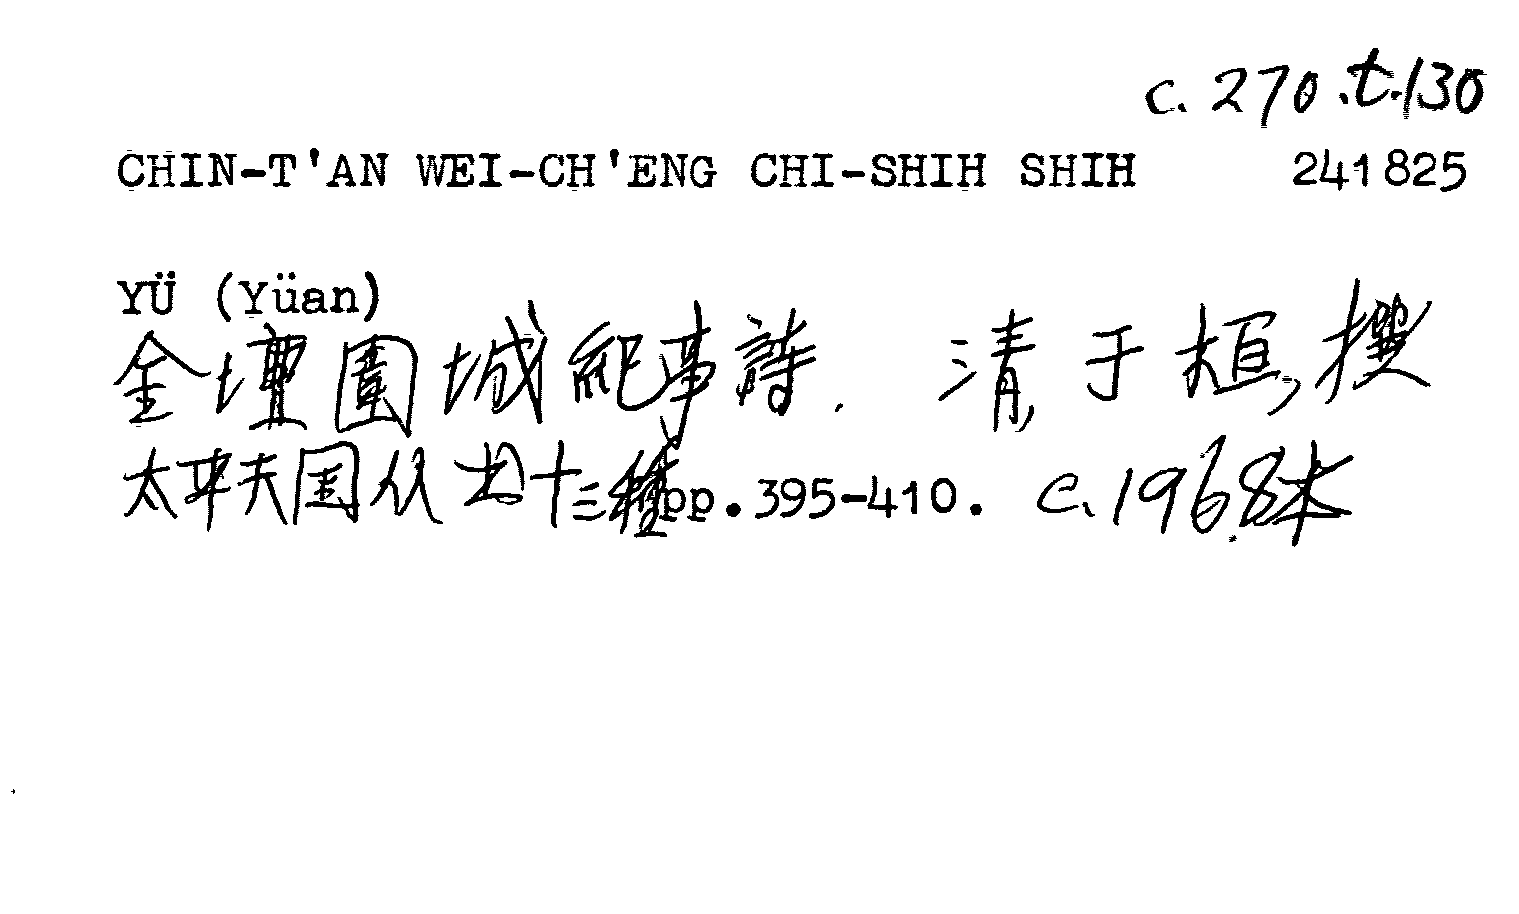 c. 270 .t.130
CHIN-T'AN WEI-CH'ENG CHI-SHIH SHIH 241825
YÜ (Yüan)
金壇圍城紀事詩. 清于桓撰
太平天国丛书十三種pp.395-410. c.1968本